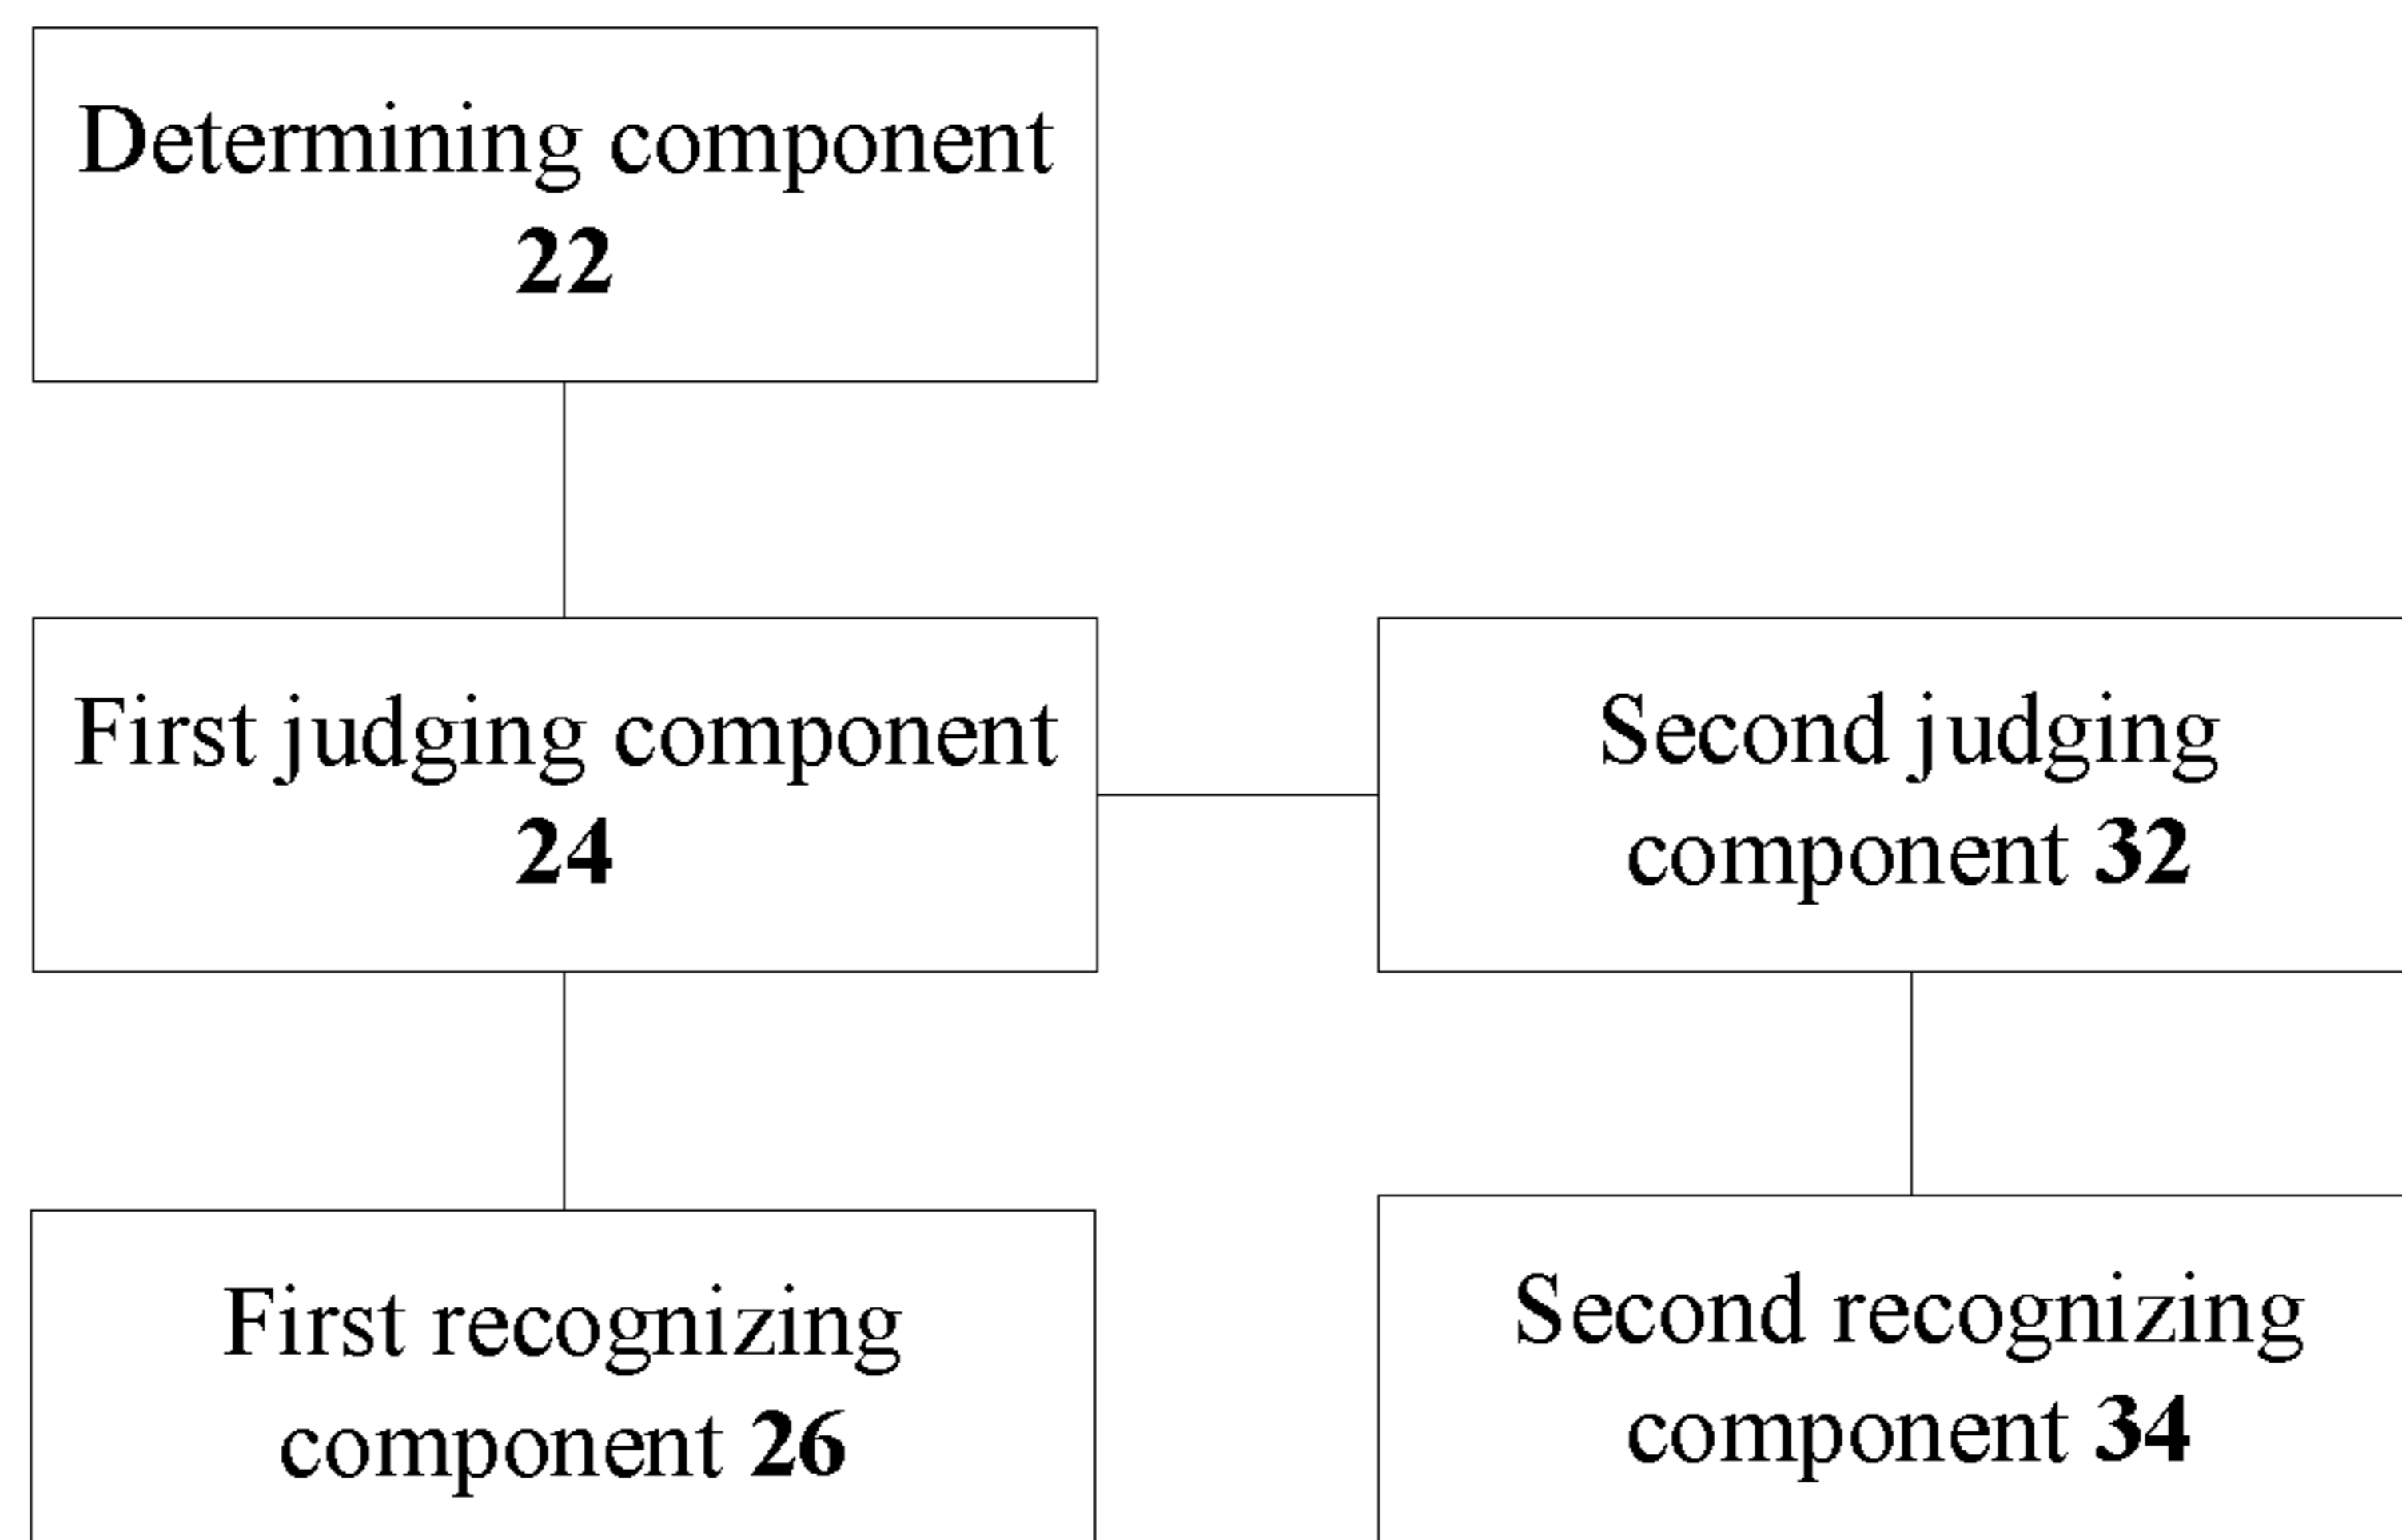 Determining component
22
First judging component
24
Second judging
component 32
First recognizing
component 26
Second recognizing
component 34